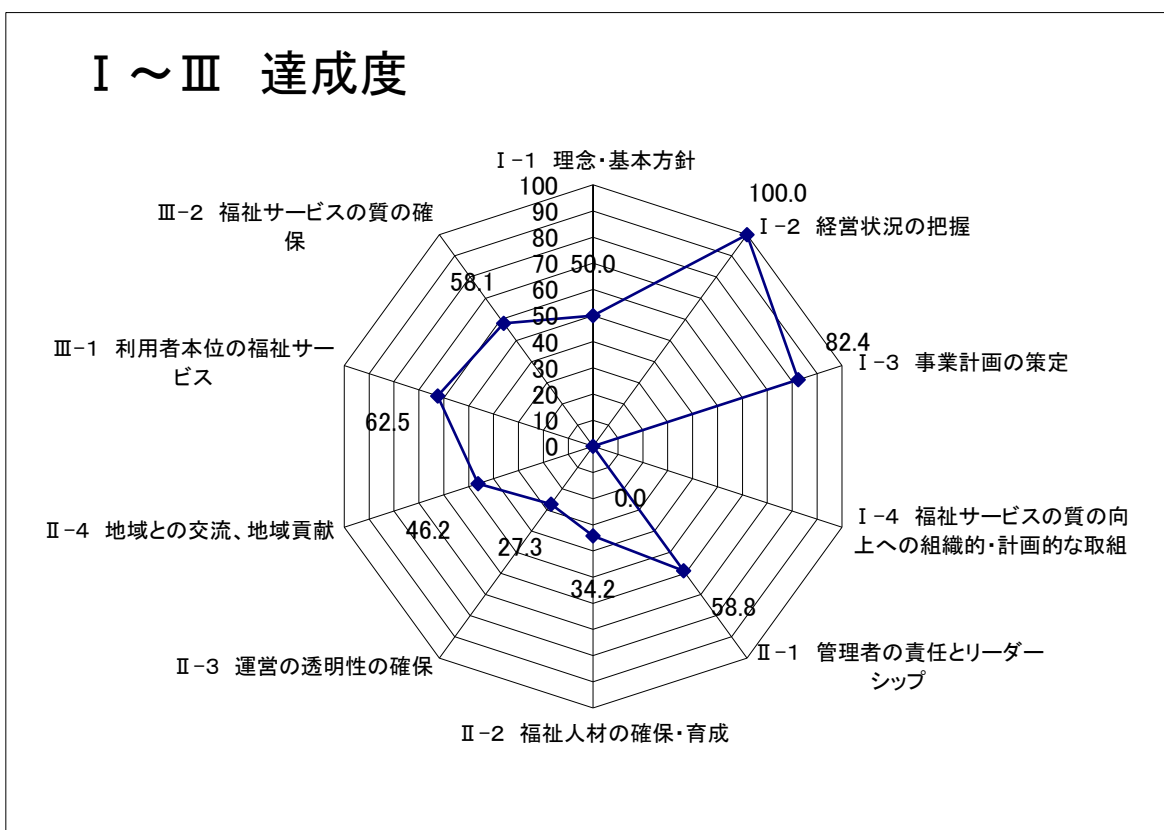 Ⅰ～Ⅲ 達成度
Ⅰ-1 理念・基本方針
Ⅰ-2 経営状況の把握
Ⅰ-3 事業計画の策定
Ⅰ-4 福祉サービスの質の向
上への組織的・計画的な取組
Ⅱ-1 管理者の責任とリーダー
シップ
Ⅱ-2 福祉人材の確保・育成
Ⅱ-3 運営の透明性の確保
Ⅱ-4 地域との交流、地域貢献
Ⅲ-1 利用者本位の福祉サー
ビス
Ⅲ-2 福祉サービスの質の確
保
100
90
80
70
60
50
40
30
20
10
0
50.0
100.0
82.4
0.0
58.8
34.2
27.3
46.2
62.5
58.1